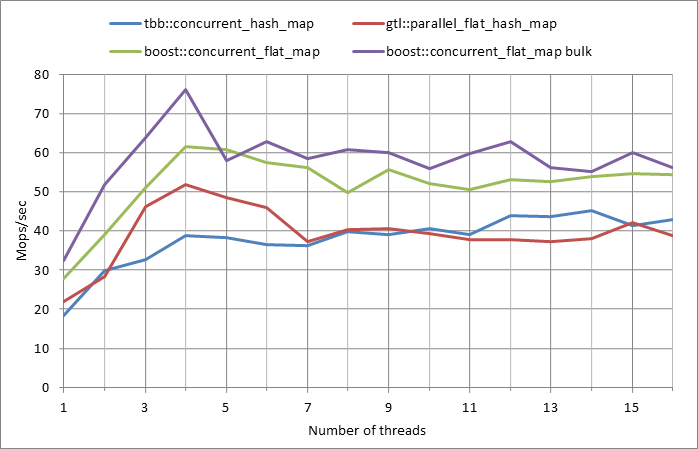 tbb::concurrent_hash_map gtl::parallel_flat_hash_map
boost::concurrent_flat_map boost::concurrent_flat_map bulk
80
70
60
50
40
30
20
10
0
Mops/sec
1 3 5 7 9 11 13 15
Number of threads